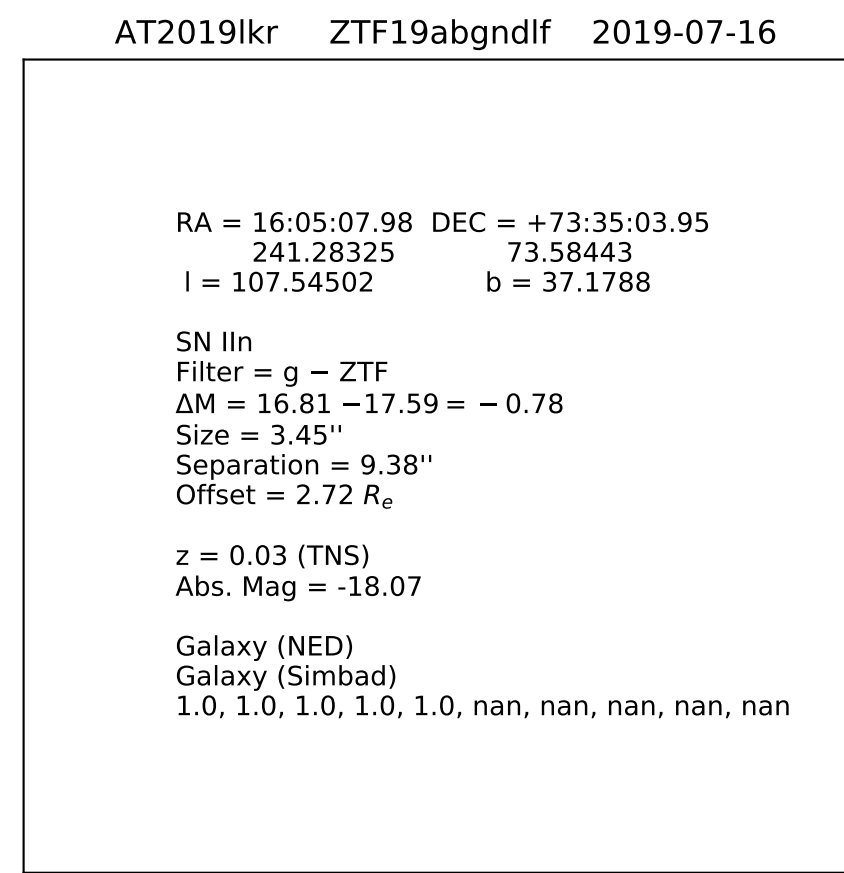 AT2019lkr ZTF19abgndlf 2019-07-16
RA = 16:05:07.98 DEC = +73:35:03.95
241.28325 73.58443
l = 107.54502 b = 37.1788
SN IIn
Filter = g − ZTF
ΔM = 16.81 −17.59 = − 0.78
Size = 3.45''
Separation = 9.38''
Offset = 2.72 Rₑ
z = 0.03 (TNS)
Abs. Mag = -18.07
Galaxy (NED)
Galaxy (Simbad)
1.0, 1.0, 1.0, 1.0, 1.0, nan, nan, nan, nan, nan